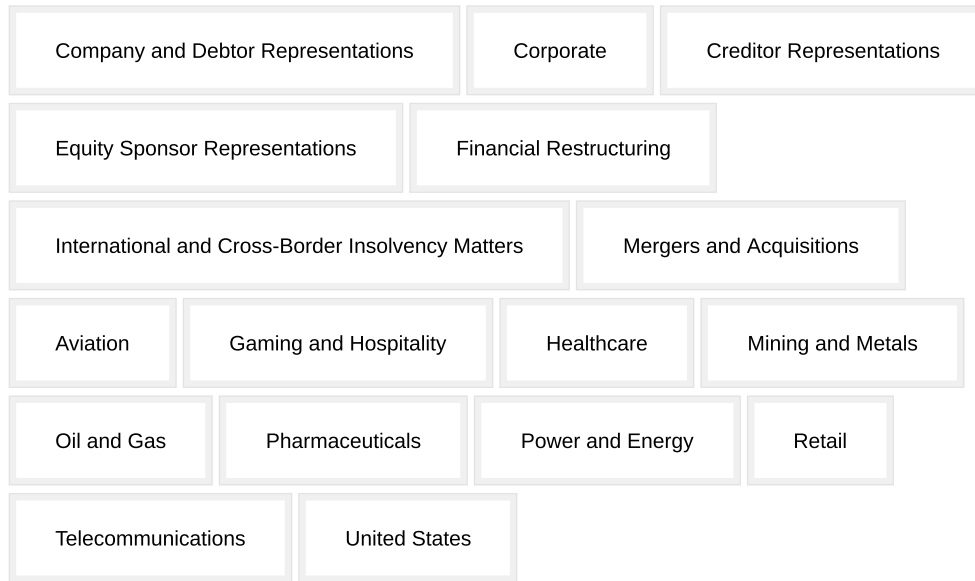 Company and Debtor Representations
Corporate
Creditor Representations
Equity Sponsor Representations
Financial Restructuring
International and Cross-Border Insolvency Matters
Mergers and Acquisitions
Aviation
Gaming and Hospitality
Healthcare
Mining and Metals
Oil and Gas
Pharmaceuticals
Power and Energy
Retail
Telecommunications
United States